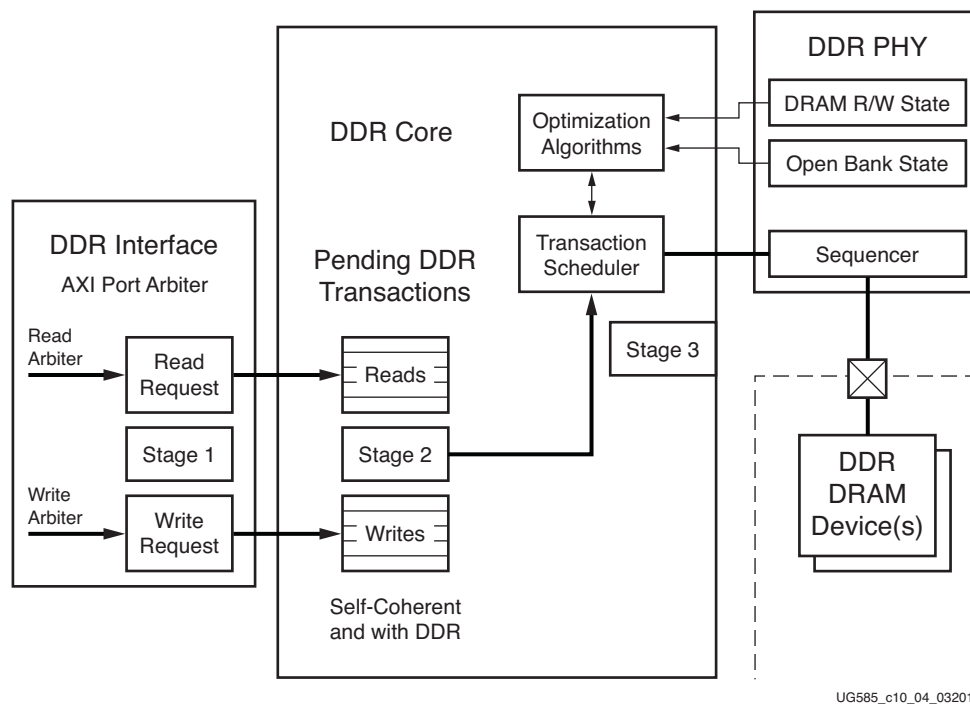 DDR PHY
DRAM R/W State
Open Bank State
Sequencer
DDR Core
Optimization
Algorithms
Transaction
Scheduler
Stage 3
DDR Interface
AXI Port Arbiter
Pending DDR
Transactions
Read
Arbiter
Read
Request
Reads
Stage 1
Stage 2
Write
Arbiter
Write
Request
Writes
Self-Coherent
and with DDR
DDR
DRAM
Device(s)
UG585_c10_04_03201